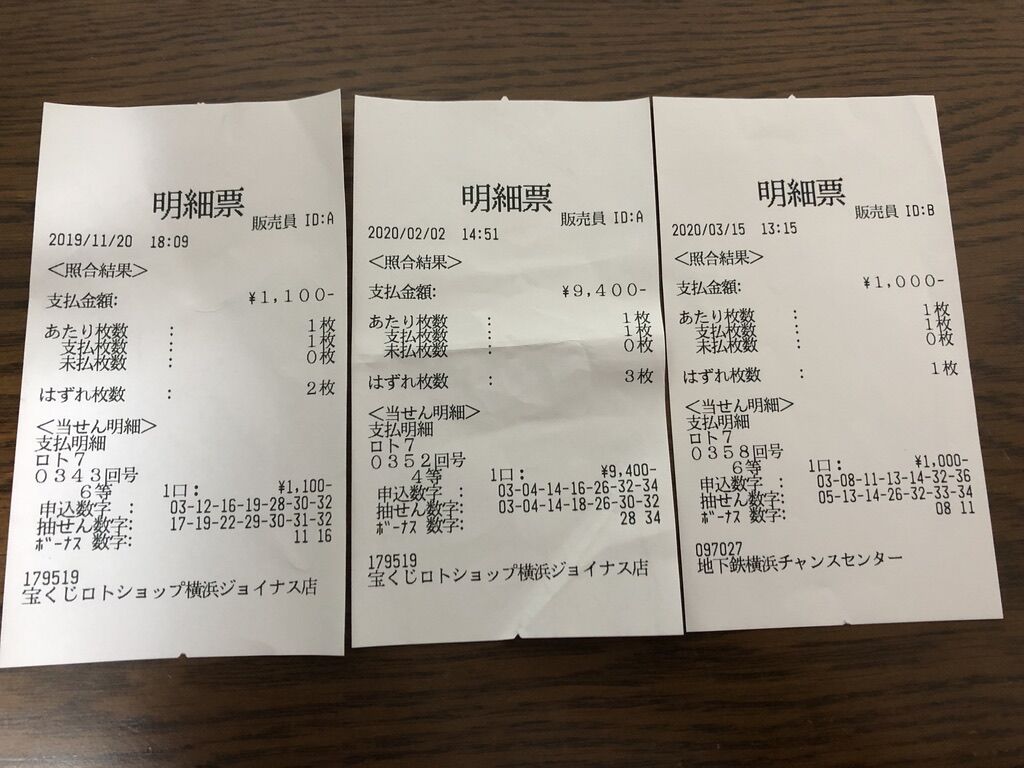 明細票
販売員 ID:A
2019/11/20 18:09
＜照合結果＞
支払金額: ¥１,１００-
あたり枚数 : １枚
支払枚数 : １枚
未払枚数 : ０枚
はずれ枚数 : ２枚
＜当せん明細＞
支払明細
ロト７
０３４３回号
６等 1口: ¥1,100-
申込数字 : 03-12-16-19-28-30-32
抽せん数字: 17-19-22-29-30-31-32
ﾎﾞｰﾅｽ 数字: 11 16
179519
宝くじロトショップ横浜ジョイナス店
明細票
販売員 ID:A
2020/02/02 14:51
＜照合結果＞
支払金額: ¥９,４００-
あたり枚数 : １枚
支払枚数 : １枚
未払枚数 : ０枚
はずれ枚数 : ３枚
＜当せん明細＞
支払明細
ロト７
０３５２回号
４等 1口: ¥9,400-
申込数字 : 03-04-14-16-26-32-34
抽せん数字: 03-04-14-18-26-30-32
ﾎﾞｰﾅｽ 数字: 28 34
179519
宝くじロトショップ横浜ジョイナス店
明細票
販売員 ID:B
2020/03/15 13:15
＜照合結果＞
支払金額: ¥１,０００-
あたり枚数 : １枚
支払枚数 : １枚
未払枚数 : ０枚
はずれ枚数 : １枚
＜当せん明細＞
支払明細
ロト７
０３５８回号
６等 1口: ¥1,000-
申込数字 : 03-08-11-13-14-32-36
抽せん数字: 05-13-14-26-32-33-34
ﾎﾞｰﾅｽ 数字: 08 11
097027
地下鉄横浜チャンスセンター